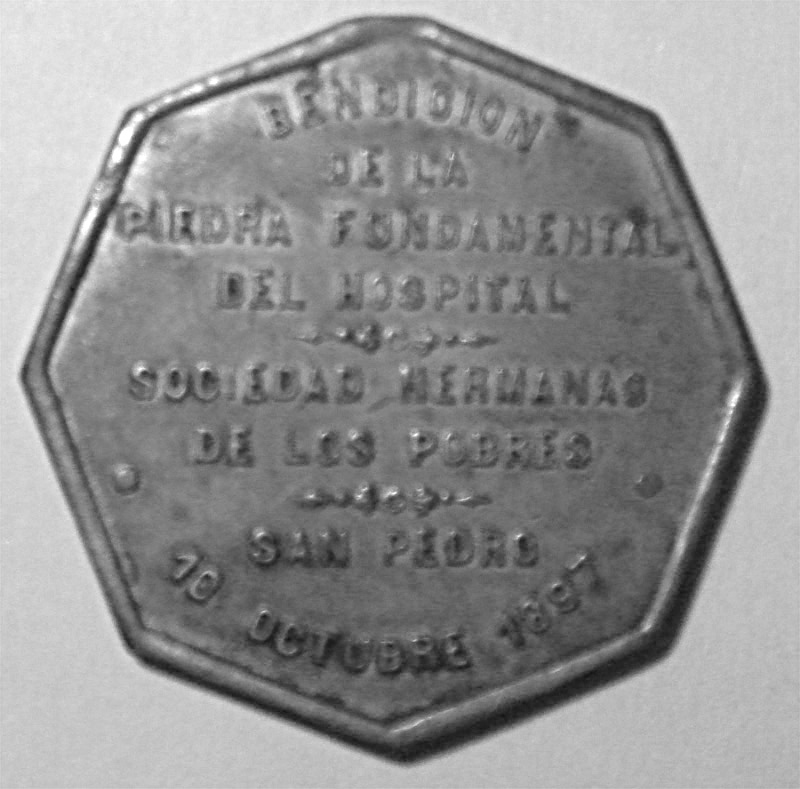 BENDICION
DE LA
PIEDRA FONDAMENTAL
DEL HOSPITAL
SOCIEDAD HERMANAS
DE LOS POBRES
SAN PEDRO
10 OCTUBRE 1897